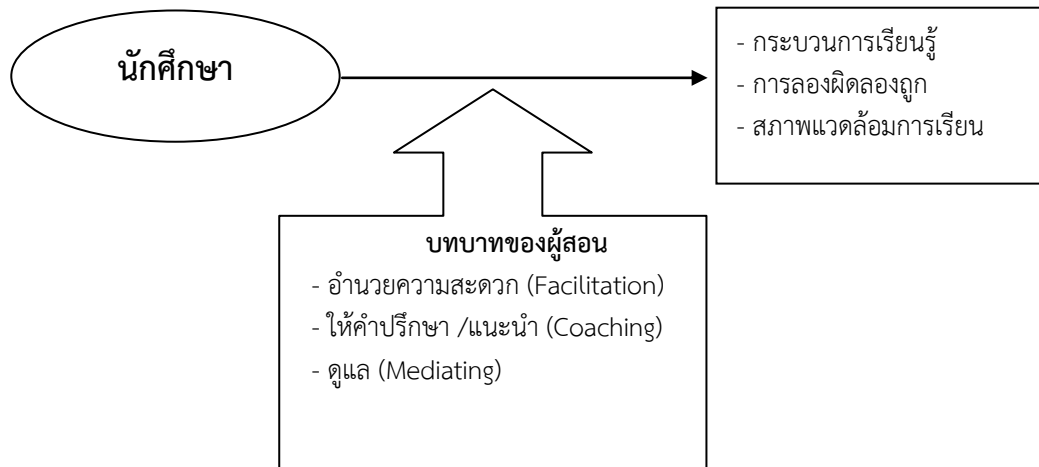 นักศึกษา
- กระบวนการเรียนรู้
- การลองผิดลองถูก
- สภาพแวดล้อมการเรียน
บทบาทของผู้สอน
- อำนวยความสะดวก (Facilitation)
- ให้คำปรึกษา /แนะนำ (Coaching)
- ดูแล (Mediating)